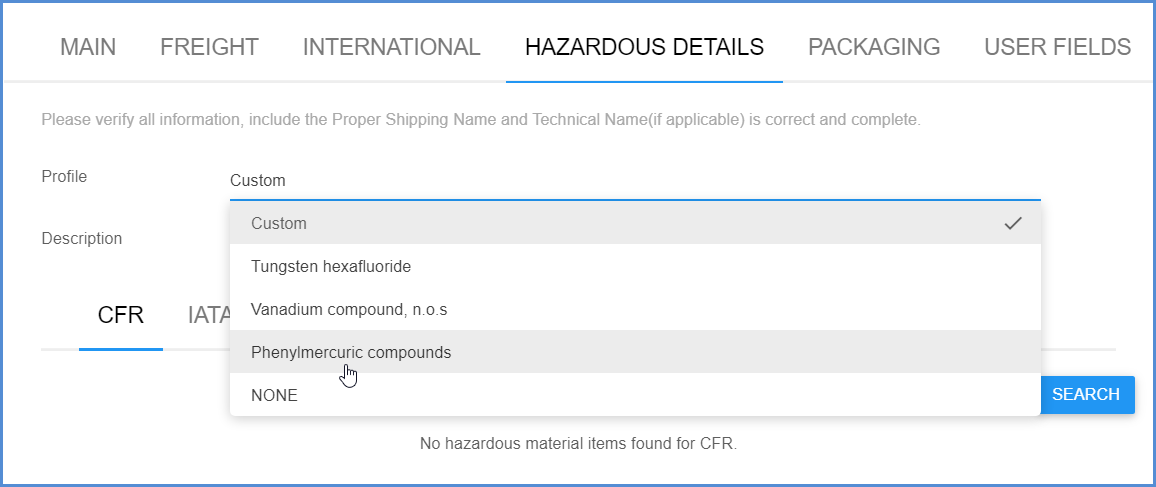 MAIN FREIGHT INTERNATIONAL HAZARDOUS DETAILS PACKAGING USER FIELDS
Please verify all information, include the Proper Shipping Name and Technical Name(if applicable) is correct and complete.
Profile Custom
Custom
Description
Tungsten hexafluoride
Vanadium compound, n.o.s
CFR IATA
Phenylmercuric compounds
NONE
SEARCH
No hazardous material items found for CFR.